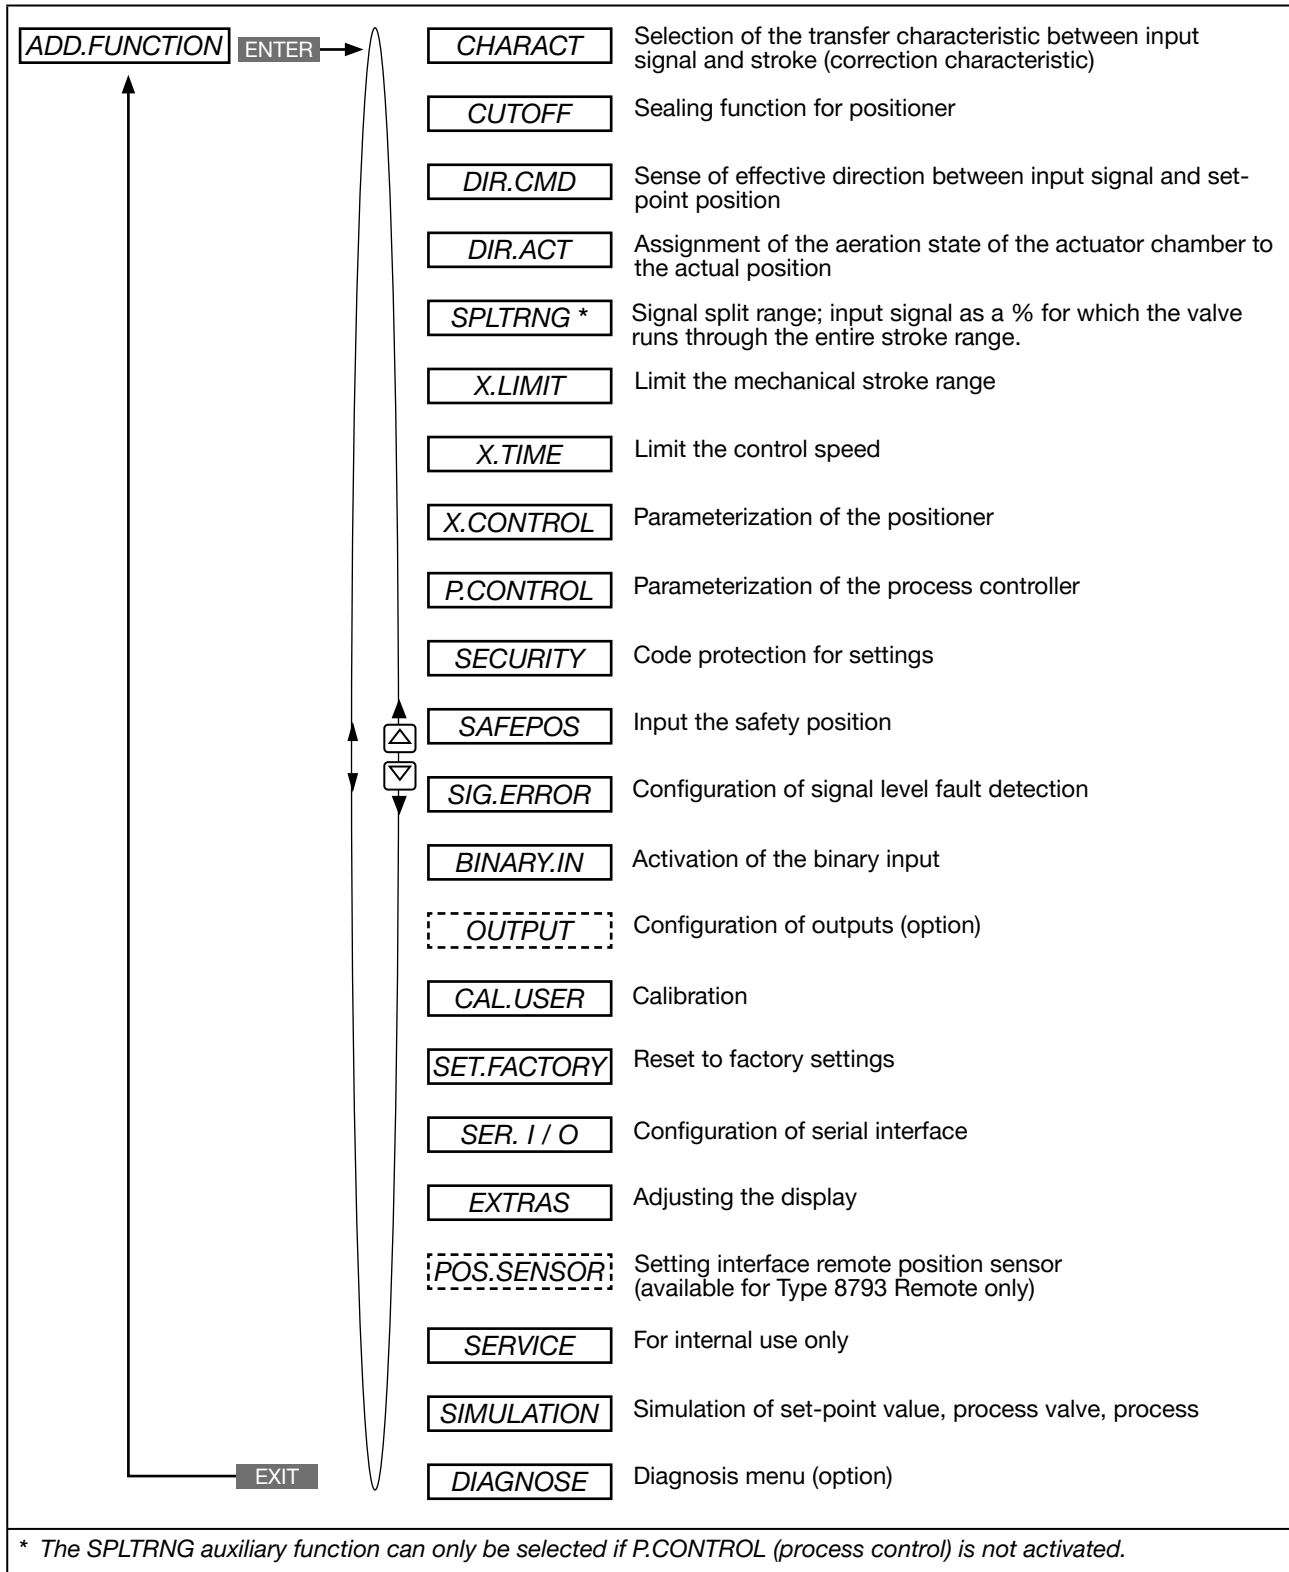 ADD.FUNCTION ENTER
CHARACT Selection of the transfer characteristic between input
signal and stroke (correction characteristic)
CUTOFF Sealing function for positioner
DIR.CMD Sense of effective direction between input signal and set-
point position
DIR.ACT Assignment of the aeration state of the actuator chamber to
the actual position
SPLTRNG * Signal split range; input signal as a % for which the valve
runs through the entire stroke range.
X.LIMIT Limit the mechanical stroke range
X.TIME Limit the control speed
X.CONTROL Parameterization of the positioner
P.CONTROL Parameterization of the process controller
SECURITY Code protection for settings
SAFEPOS Input the safety position
SIG.ERROR Configuration of signal level fault detection
BINARY.IN Activation of the binary input
OUTPUT Configuration of outputs (option)
CAL.USER Calibration
SET.FACTORY Reset to factory settings
SER. I / O Configuration of serial interface
EXTRAS Adjusting the display
POS.SENSOR Setting interface remote position sensor
(available for Type 8793 Remote only)
SERVICE For internal use only
SIMULATION Simulation of set-point value, process valve, process
EXIT
DIAGNOSE Diagnosis menu (option)
* The SPLTRNG auxiliary function can only be selected if P.CONTROL (process control) is not activated.